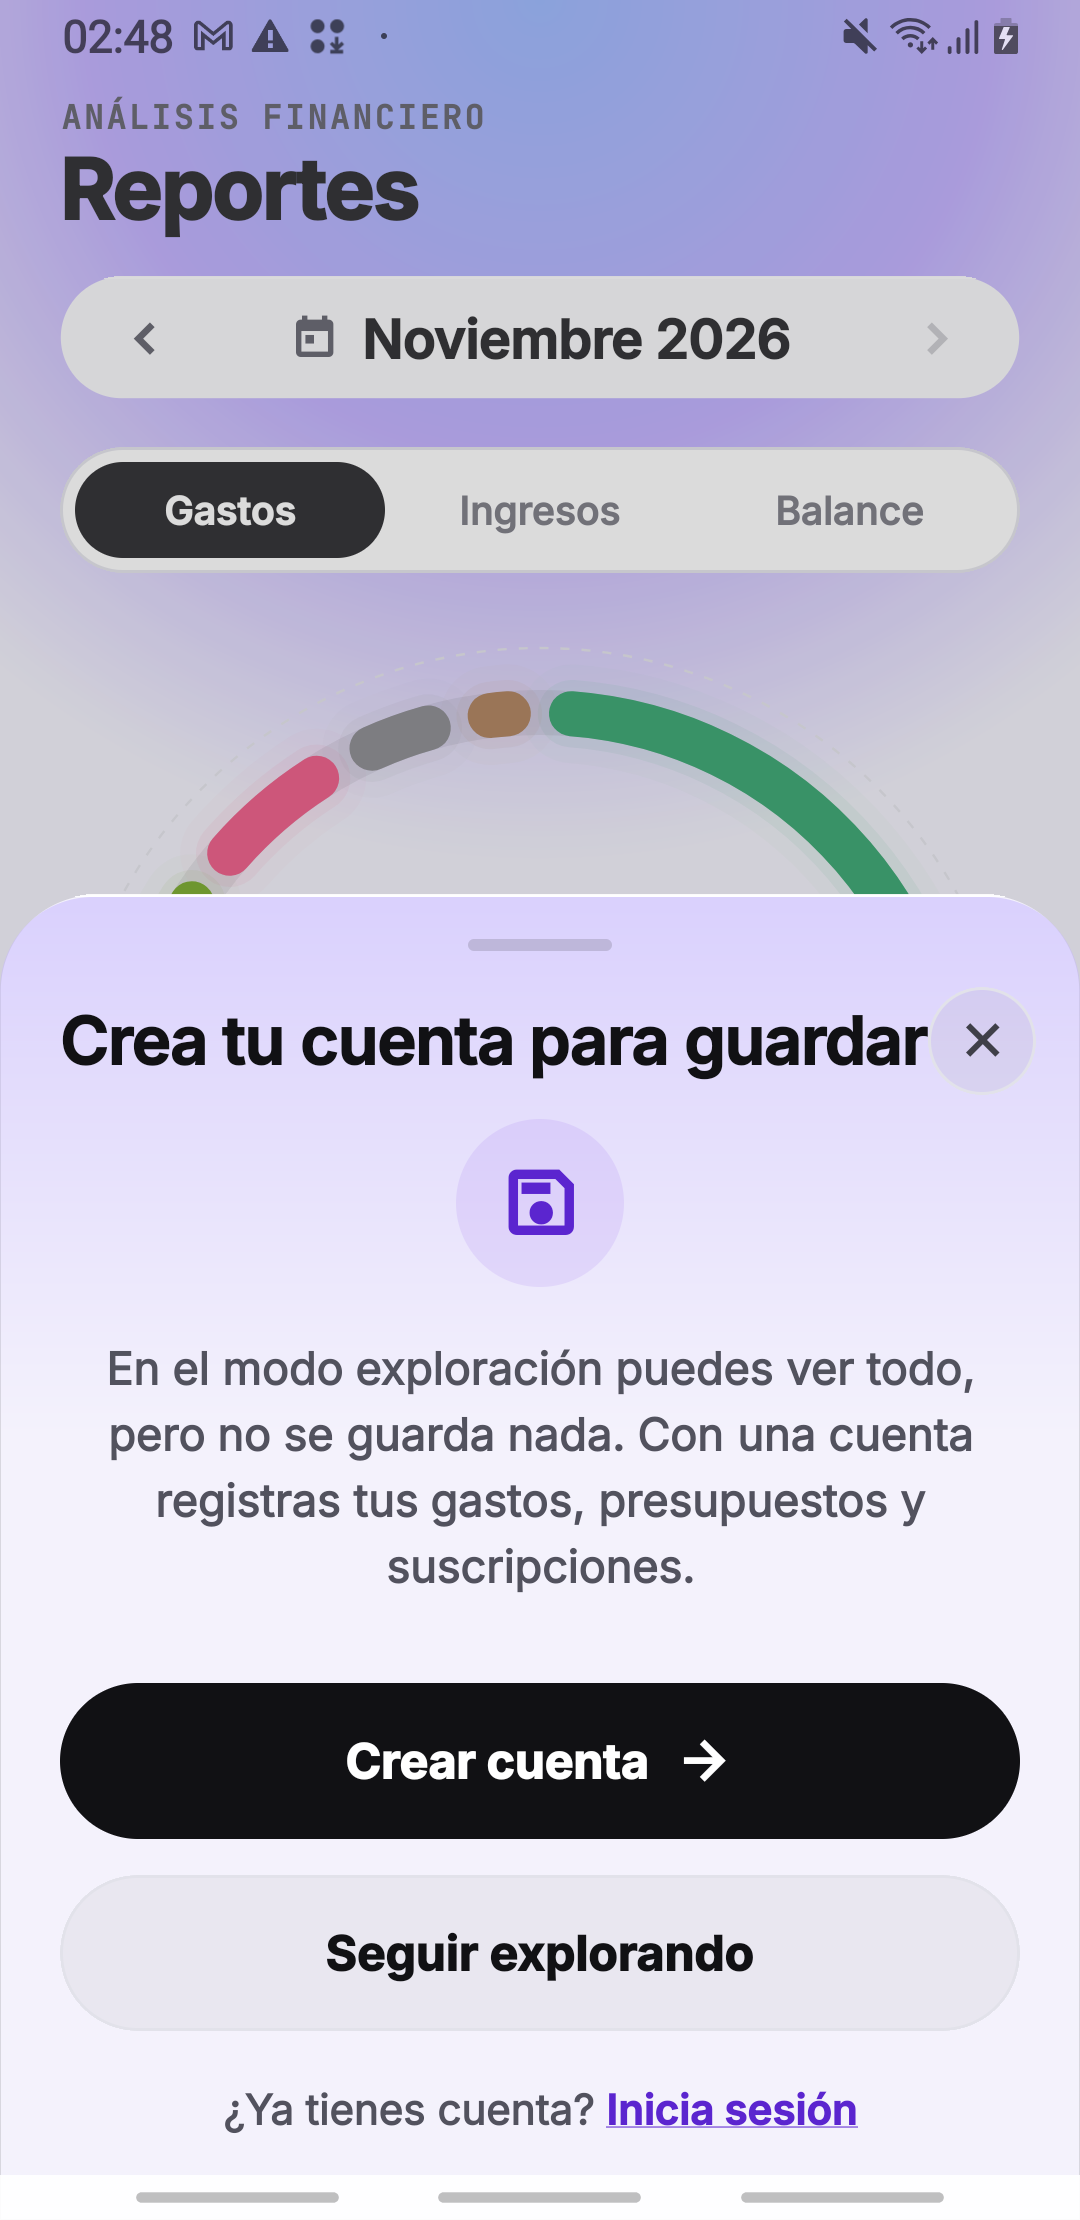 02:48
ANÁLISIS FINANCIERO
Reportes
Noviembre 2026
Gastos
Ingresos
Balance
Crea tu cuenta para guardar
En el modo exploración puedes ver todo,
pero no se guarda nada. Con una cuenta
registras tus gastos, presupuestos y
suscripciones.
Crear cuenta →
Seguir explorando
¿Ya tienes cuenta? Inicia sesión